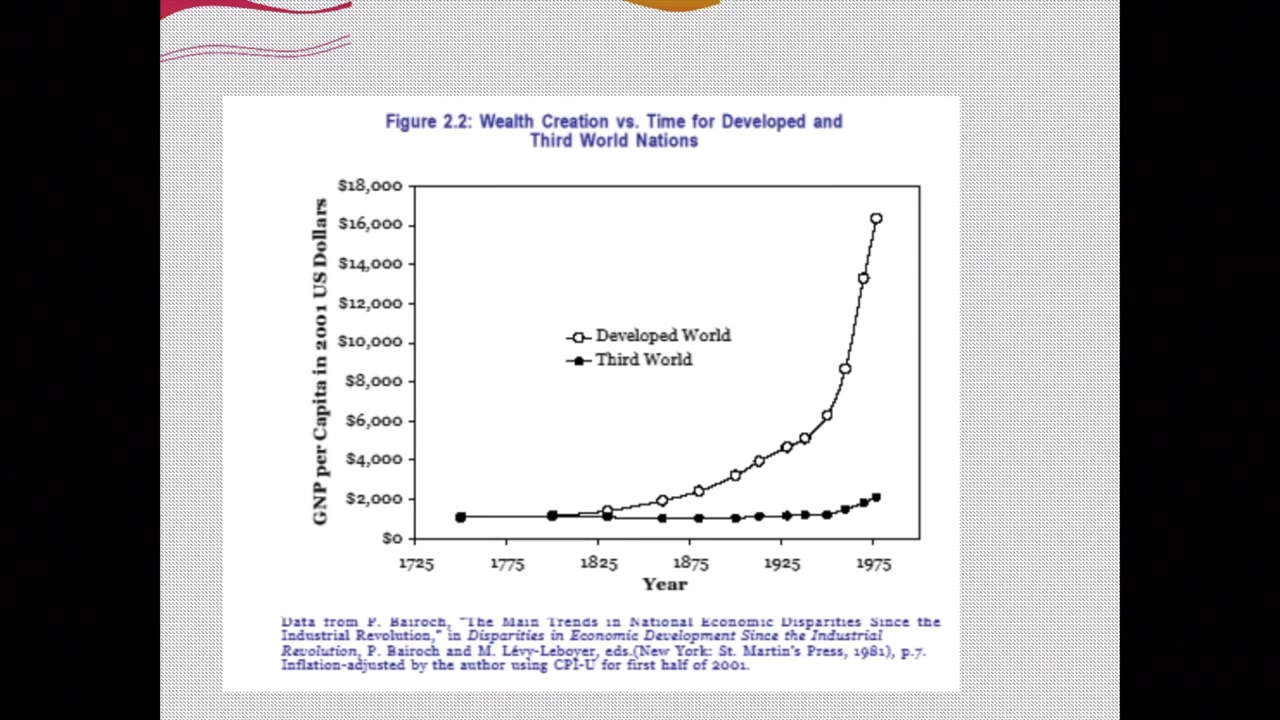 Figure 2.2: Wealth Creation vs. Time for Developed and
Third World Nations
$18,000
$16,000
$14,000
$12,000
$10,000
$8,000
$6,000
$4,000
$2,000
$0
GNP per Capita in 2001 US Dollars
Developed World
Third World
1725 1775 1825 1875 1925 1975
Year
Data from P. Bairoch, "The Main Trends in National Economic Disparities Since the
Industrial Revolution," in Disparities in Economic Development Since the Industrial
Revolution, P. Bairoch and M. Lévy-Leboyer, eds.(New York: St. Martin's Press, 1981), p.7.
Inflation-adjusted by the author using CPI-U for first half of 2001.